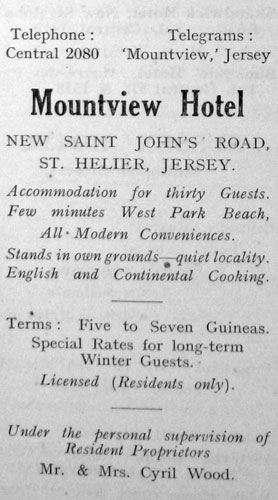 Telephone : Telegrams :
Central 2080 'Mountview,' Jersey
Mountview Hotel
NEW SAINT JOHN'S ROAD,
ST. HELIER, JERSEY.
Accommodation for thirty Guests.
Few minutes West Park Beach,
All Modern Conveniences.
Stands in own grounds—quiet locality.
English and Continental Cooking.
Terms : Five to Seven Guineas.
Special Rates for long-term
Winter Guests.
Licensed (Residents only).
Under the personal supervision of
Resident Proprietors
Mr. & Mrs. Cyril Wood.